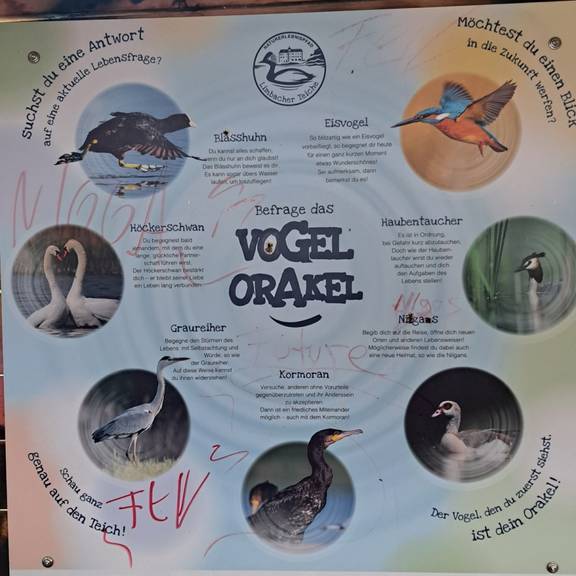 Suchst du eine Antwort
auf eine aktuelle Lebensfrage?
NATURERLEBNISPFAD
Limbacher Teiche
Möchtest du einen Blick
in die Zukunft werfen?
Blässhuhn
Du kannst alles schaffen,
wenn du nur an dich glaubst!
Das Blässhuhn beweist es dir:
Es kann sogar übers Wasser
laufen, um loszufliegen!
Eisvogel
So blitzartig wie ein Eisvogel
vorbeifliegt, so begegnet dir heute
für einen ganz kurzen Moment
etwas Wunderschönes!
Sei aufmerksam, dann
bemerkst du es!
Befrage das
VOGEL
ORAKEL
Höckerschwan
Du begegnest bald
jemandem, mit dem du eine
lange, glückliche Partner-
schaft führen wirst.
Der Höckerschwan bestärkt
dich – er bleibt seiner Liebe
ein Leben lang verbunden.
Haubentaucher
Es ist in Ordnung,
bei Gefahr kurz abzutauchen.
Doch wie der Hauben-
taucher wirst du wieder
auftauchen und dich
den Aufgaben des
Lebens stellen!
Graureiher
Begegne den Stürmen des
Lebens mit Selbstachtung und
Würde, so wie
der Graureiher.
Auf diese Weise kannst
du ihnen widerstehen!
Nilgans
Begib dich auf die Reise, öffne dich neuen
Orten und anderen Lebensweisen!
Möglicherweise findest du dabei auch
eine neue Heimat, so wie die Nilgans.
Future
Kormoran
Versuche, anderen ohne Vorurteile
gegenüberzutreten und ihr Anderssein
zu akzeptieren.
Dann ist ein friedliches Miteinander
möglich – auch mit dem Kormoran!
Schau ganz
genau auf den Teich!
Der Vogel, den du zuerst siehst,
ist dein Orakel!